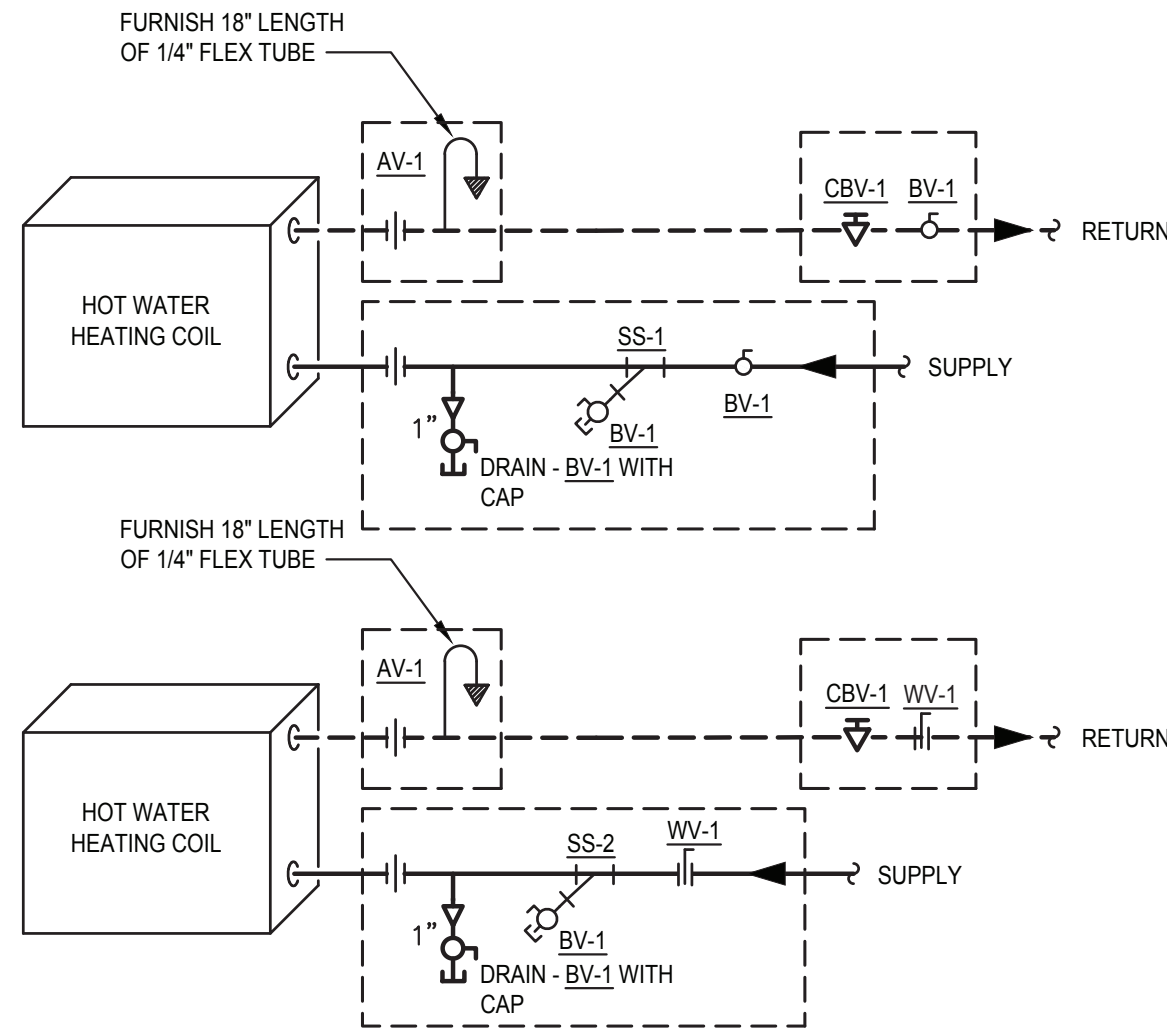 FURNISH 18" LENGTH
OF 1/4" FLEX TUBE
AV-1
CBV-1
BV-1
RETURN
HOT WATER
HEATING COIL
SS-1
SUPPLY
BV-1
BV-1
1”
DRAIN - BV-1 WITH
CAP
FURNISH 18" LENGTH
OF 1/4" FLEX TUBE
AV-1
CBV-1
WV-1
RETURN
HOT WATER
HEATING COIL
SS-2
WV-1
SUPPLY
BV-1
1”
DRAIN - BV-1 WITH
CAP